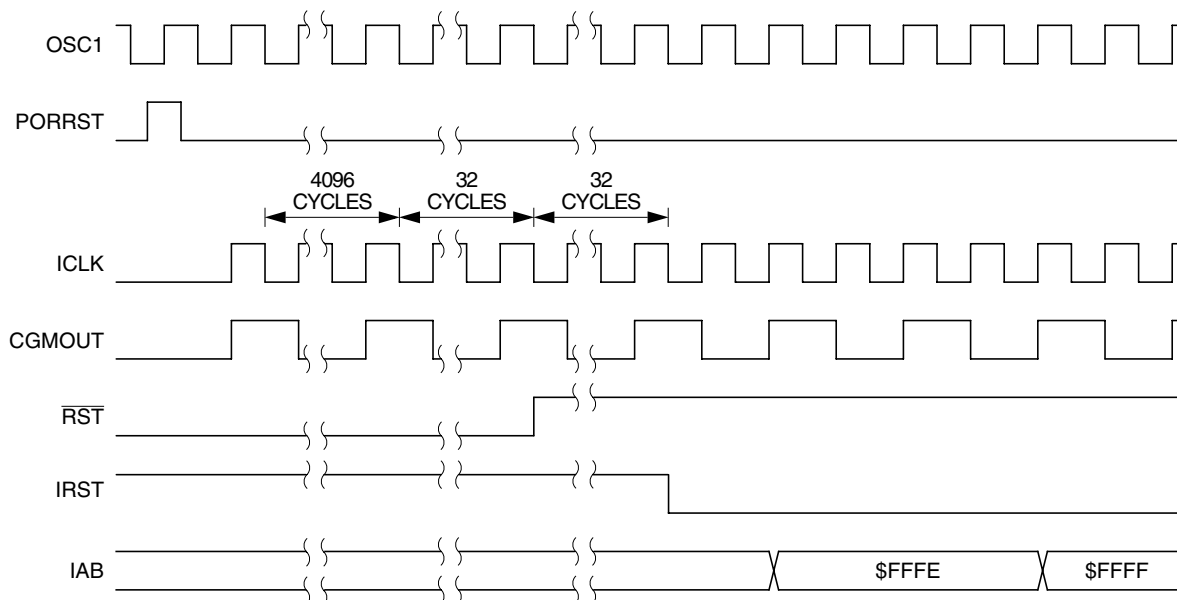 OSC1
PORRST
4096
CYCLES
32
CYCLES
32
CYCLES
ICLK
CGMOUT
RST
IRST
IAB
$FFFE
$FFFF